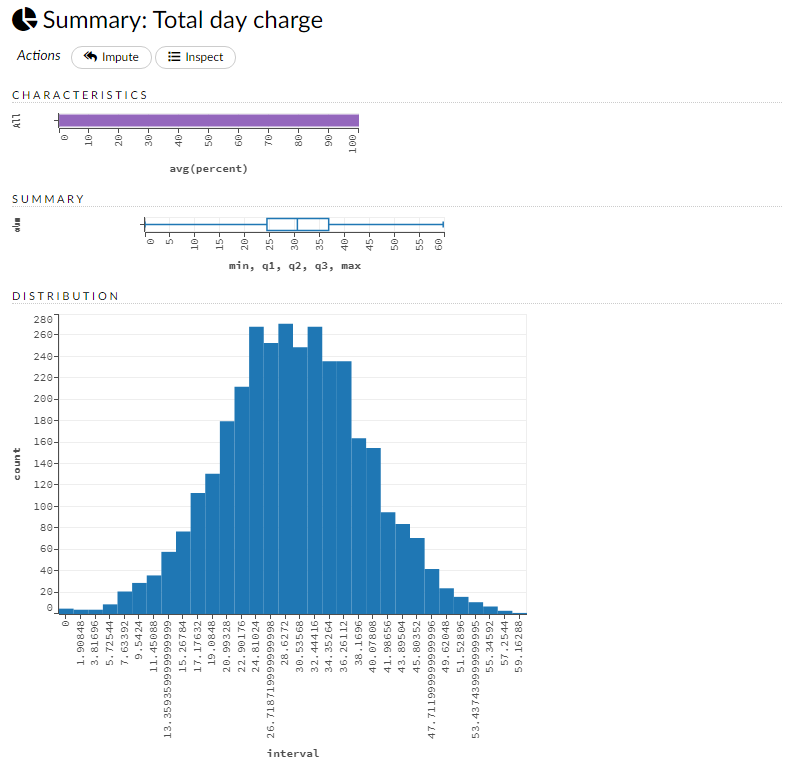 Summary: Total day charge
Actions Impute Inspect
CHARACTERISTICS
All
0 10 20 30 40 50 60 70 80 90 100
avg(percent)
SUMMARY
0 5 10 15 20 25 30 35 40 45 50 55 60
min, q1, q2, q3, max
DISTRIBUTION
280
260
240
220
200
180
160
140
120
100
80
60
40
20
0
count
0 1.90848 3.81696 5.72544 7.63392 9.5424 11.45088 13.359359999999999 15.26784 17.17632 19.0848 20.99328 22.90176 24.81024 26.718719999999998 28.6272 30.53568 32.44416 34.35264 36.26112 38.1696 40.07808 41.98656 43.89504 45.80352 47.711999999999996 49.62048 51.52896 53.437439999999995 55.34592 57.2544 59.16288
interval